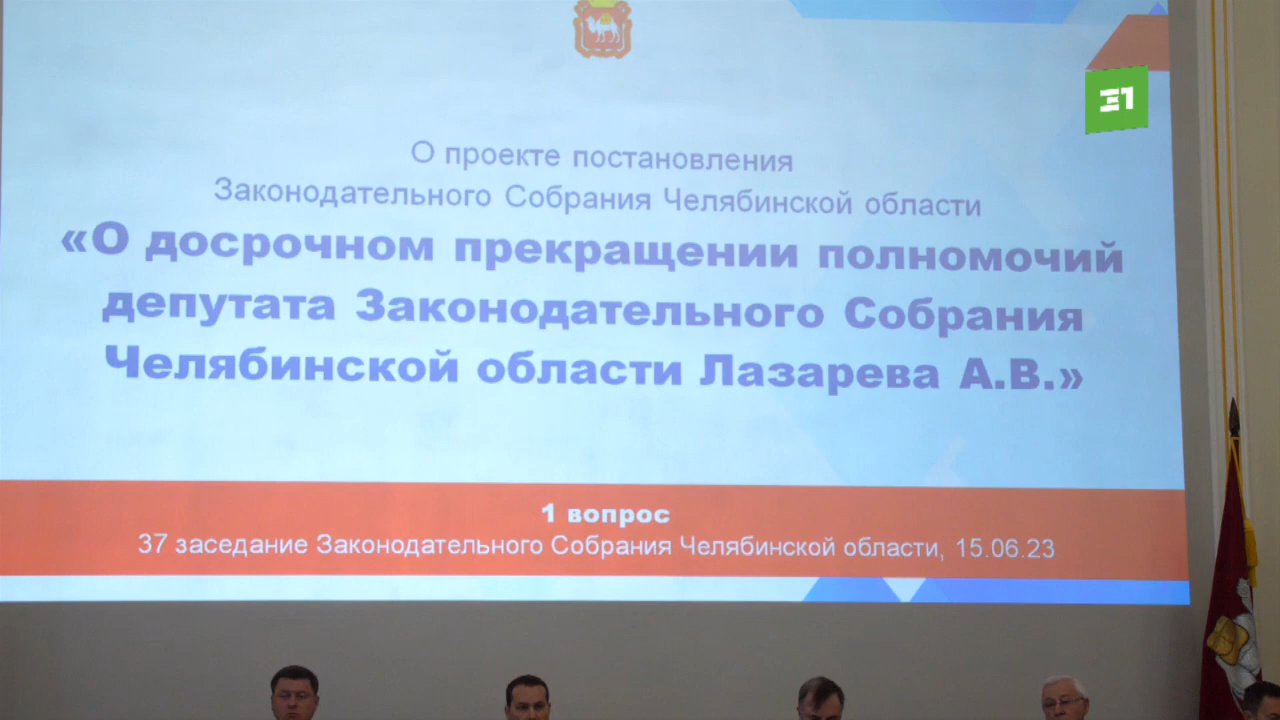 31
О проекте постановления
Законодательного Собрания Челябинской области
«О досрочном прекращении полномочий
депутата Законодательного Собрания
Челябинской области Лазарева А.В.»
1 вопрос
37 заседание Законодательного Собрания Челябинской области, 15.06.23